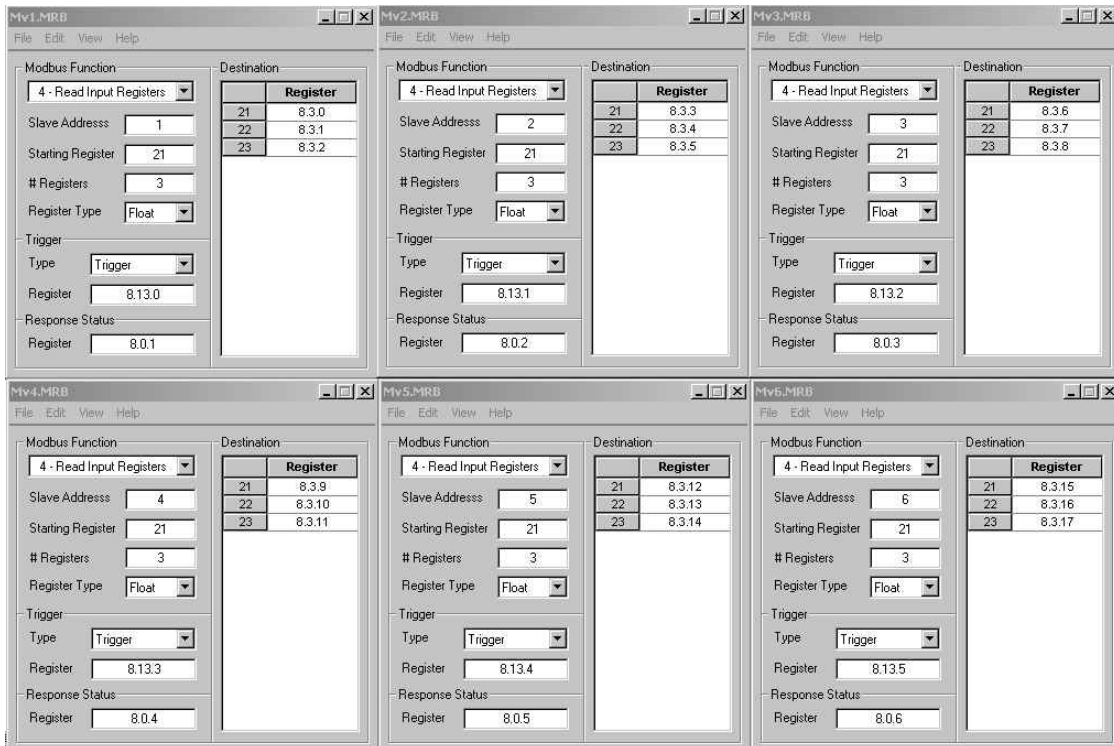 Mv1.MRB
File Edit View Help
Modbus Function
4 - Read Input Registers
Slave Addresss 1
Starting Register 21
# Registers 3
Register Type Float
Trigger
Type Trigger
Register 8.13.0
Response Status
Register 8.0.1
Destination
Register
21 8.3.0
22 8.3.1
23 8.3.2
Mv2.MRB
File Edit View Help
Modbus Function
4 - Read Input Registers
Slave Addresss 2
Starting Register 21
# Registers 3
Register Type Float
Trigger
Type Trigger
Register 8.13.1
Response Status
Register 8.0.2
Destination
Register
21 8.3.3
22 8.3.4
23 8.3.5
Mv3.MRB
File Edit View Help
Modbus Function
4 - Read Input Registers
Slave Addresss 3
Starting Register 21
# Registers 3
Register Type Float
Trigger
Type Trigger
Register 8.13.2
Response Status
Register 8.0.3
Destination
Register
21 8.3.6
22 8.3.7
23 8.3.8
Mv4.MRB
File Edit View Help
Modbus Function
4 - Read Input Registers
Slave Addresss 4
Starting Register 21
# Registers 3
Register Type Float
Trigger
Type Trigger
Register 8.13.3
Response Status
Register 8.0.4
Destination
Register
21 8.3.9
22 8.3.10
23 8.3.11
Mv5.MRB
File Edit View Help
Modbus Function
4 - Read Input Registers
Slave Addresss 5
Starting Register 21
# Registers 3
Register Type Float
Trigger
Type Trigger
Register 8.13.4
Response Status
Register 8.0.5
Destination
Register
21 8.3.12
22 8.3.13
23 8.3.14
Mv6.MRB
File Edit View Help
Modbus Function
4 - Read Input Registers
Slave Addresss 6
Starting Register 21
# Registers 3
Register Type Float
Trigger
Type Trigger
Register 8.13.5
Response Status
Register 8.0.6
Destination
Register
21 8.3.15
22 8.3.16
23 8.3.17